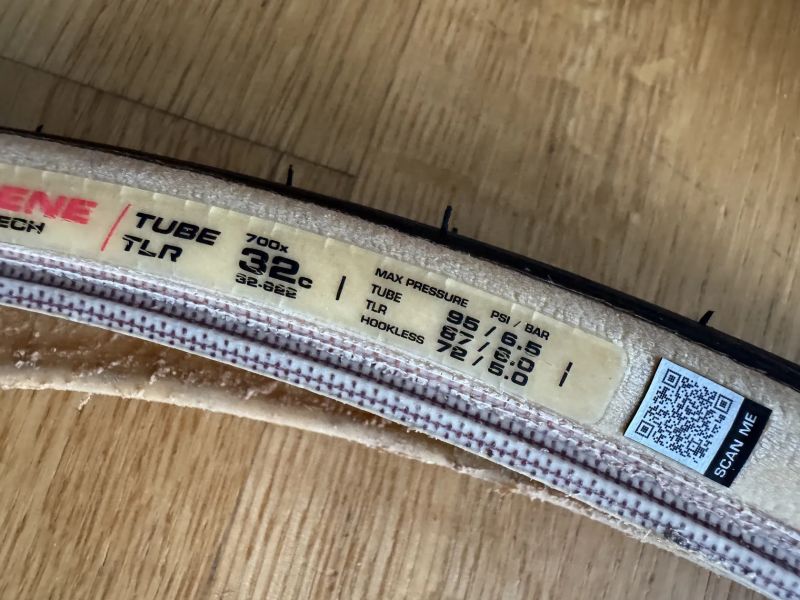 ENE
ECH
/
TUBE
TLR
700x
32c
32-622
|
MAX PRESSURE PSI / BAR
TUBE 95 / 6.5
TLR 87 / 6.0
HOOKLESS 72 / 5.0
|
SCAN ME